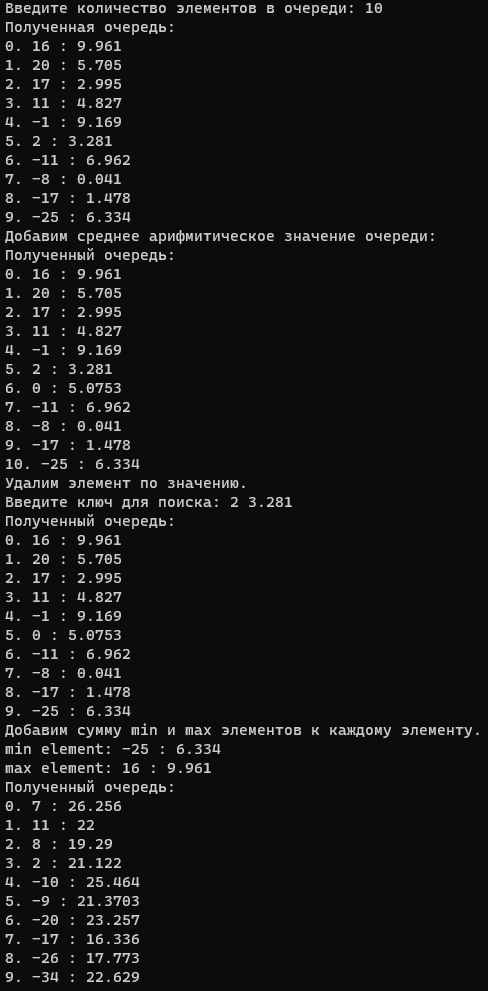 Введите количество элементов в очереди: 10
Полученная очередь:
0. 16 : 9.961
1. 20 : 5.705
2. 17 : 2.995
3. 11 : 4.827
4. -1 : 9.169
5. 2 : 3.281
6. -11 : 6.962
7. -8 : 0.041
8. -17 : 1.478
9. -25 : 6.334
Добавим среднее арифмитическое значение очереди:
Полученный очередь:
0. 16 : 9.961
1. 20 : 5.705
2. 17 : 2.995
3. 11 : 4.827
4. -1 : 9.169
5. 2 : 3.281
6. 0 : 5.0753
7. -11 : 6.962
8. -8 : 0.041
9. -17 : 1.478
10. -25 : 6.334
Удалим элемент по значению.
Введите ключ для поиска: 2 3.281
Полученный очередь:
0. 16 : 9.961
1. 20 : 5.705
2. 17 : 2.995
3. 11 : 4.827
4. -1 : 9.169
5. 0 : 5.0753
6. -11 : 6.962
7. -8 : 0.041
8. -17 : 1.478
9. -25 : 6.334
Добавим сумму min и max элементов к каждому элементу.
min element: -25 : 6.334
max element: 16 : 9.961
Полученный очередь:
0. 7 : 26.256
1. 11 : 22
2. 8 : 19.29
3. 2 : 21.122
4. -10 : 25.464
5. -9 : 21.3703
6. -20 : 23.257
7. -17 : 16.336
8. -26 : 17.773
9. -34 : 22.629